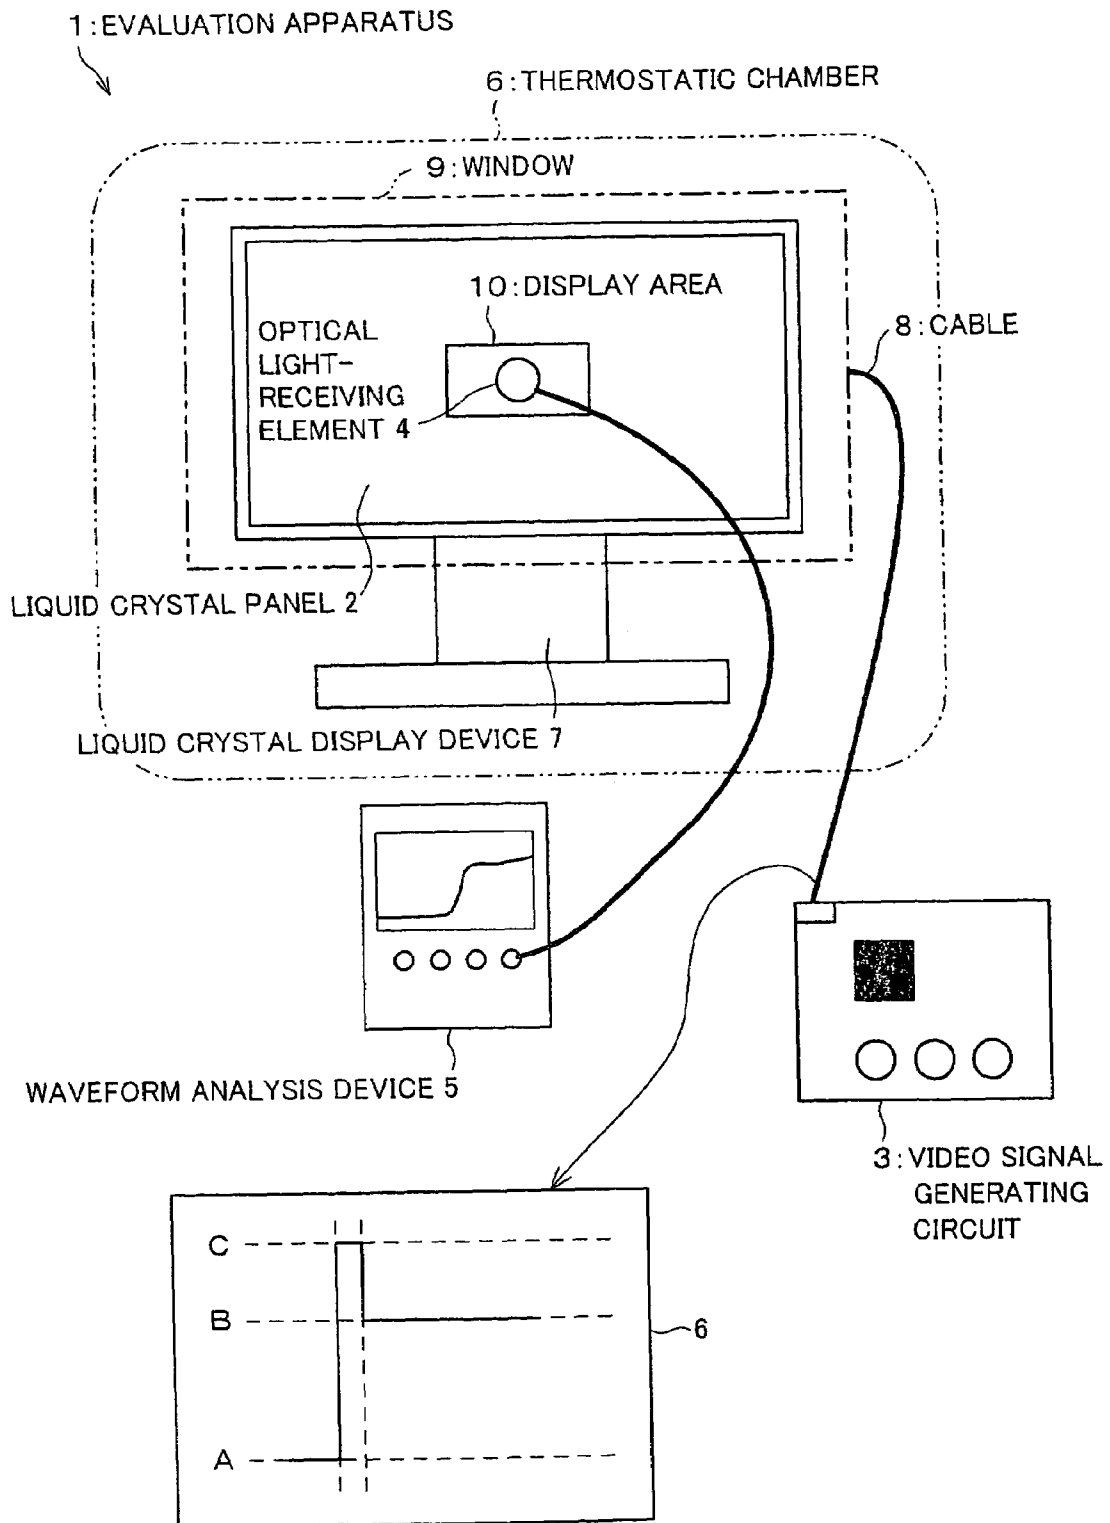 1:EVALUATION APPARATUS
6:THERMOSTATIC CHAMBER
9:WINDOW
10:DISPLAY AREA
8:CABLE
OPTICAL
LIGHT-
RECEIVING
ELEMENT 4
LIQUID CRYSTAL PANEL 2
LIQUID CRYSTAL DISPLAY DEVICE 7
WAVEFORM ANALYSIS DEVICE 5
3:VIDEO SIGNAL
GENERATING
CIRCUIT
C
B
6
A